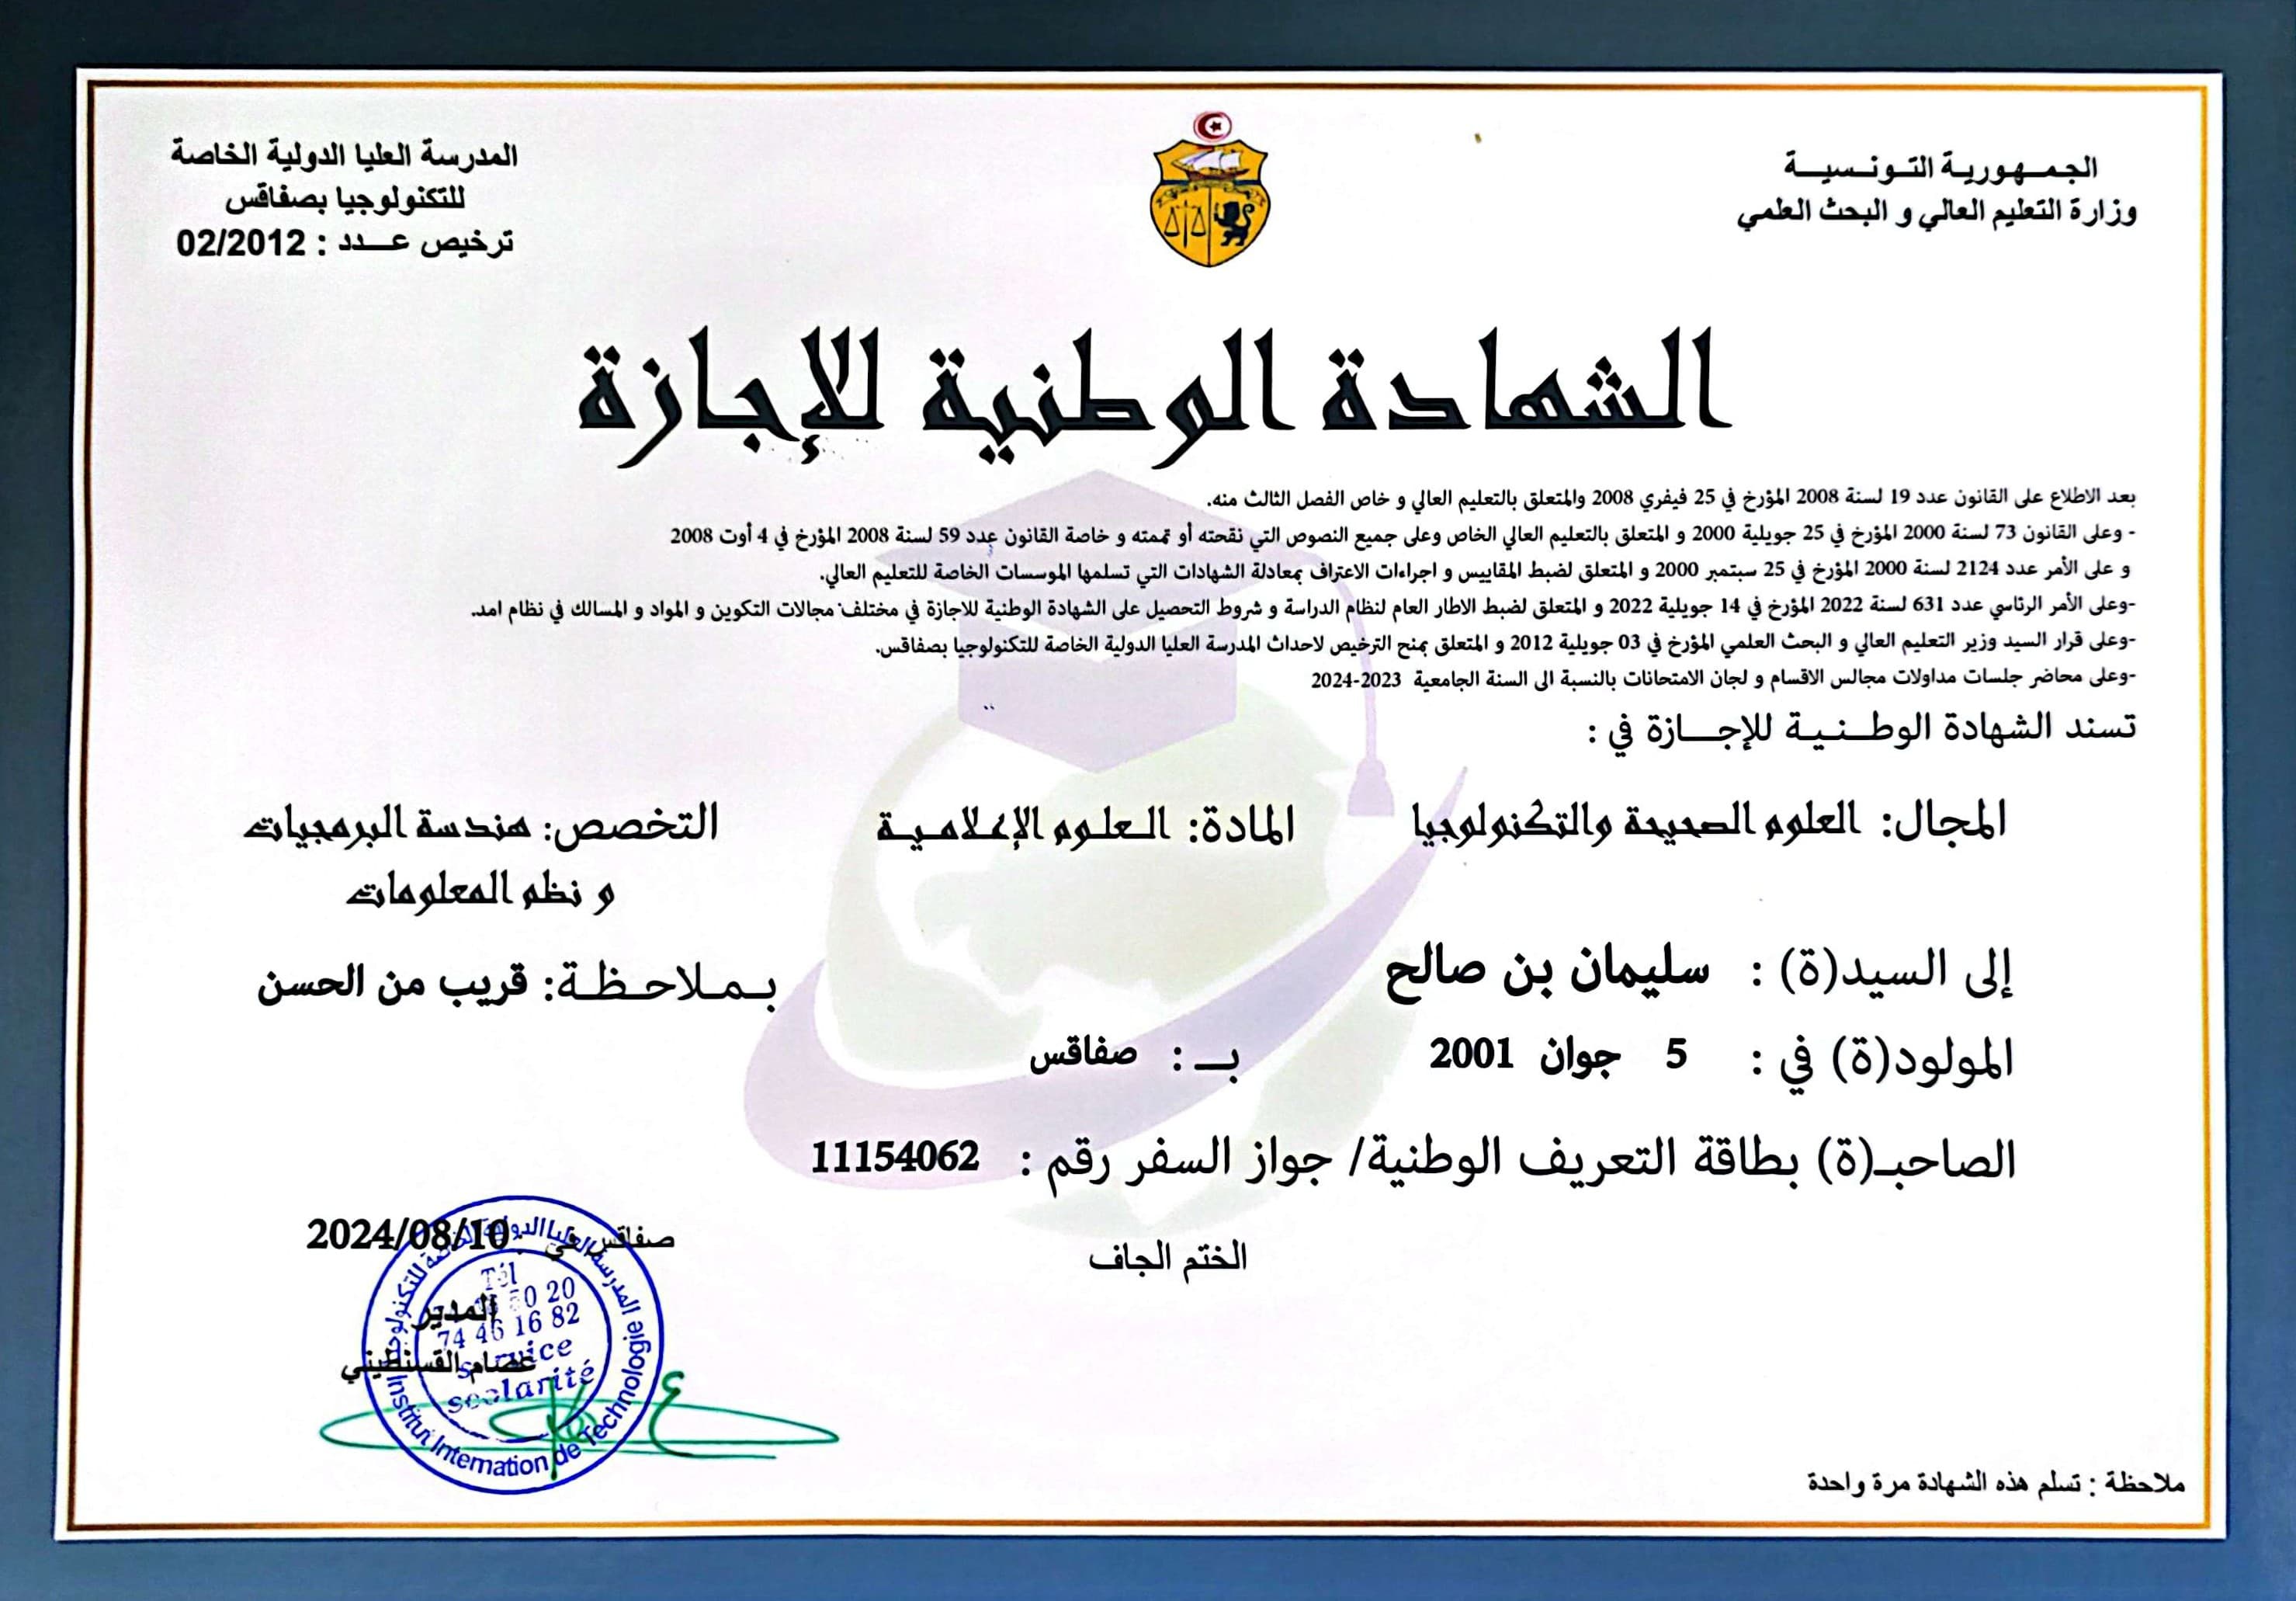 الجمهورية التونسية
وزارة التعليم العالي و البحث العلمي
المدرسة العليا الدولية الخاصة
للتكنولوجيا بصفاقس
ترخيص عدد : 02/2012
الشهادة الوطنية للإجازة
بعد الاطلاع على القانون عدد 19 لسنة 2008 المؤرخ في 25 فيفري 2008 والمتعلق بالتعليم العالي و خاص الفصل الثالث منه.
- وعلى القانون 73 لسنة 2000 المؤرخ في 25 جويلية 2000 و المتعلق بالتعليم العالي الخاص وعلى جميع النصوص التي نقحته أو تممته و خاصة القانون عدد 59 لسنة 2008 المؤرخ في 4 أوت 2008
و على الأمر عدد 2124 لسنة 2000 المؤرخ في 25 سبتمبر 2000 و المتعلق لضبط المقاييس و اجراءات الاعتراف بمعادلة الشهادات التي تسلمها الموسسات الخاصة للتعليم العالي.
-وعلى الأمر الرئاسي عدد 631 لسنة 2022 المؤرخ في 14 جويلية 2022 و المتعلق لضبط الاطار العام لنظام الدراسة و شروط التحصيل على الشهادة الوطنية للاجازة في مختلف مجالات التكوين و المواد و المسالك في نظام امد.
-وعلى قرار السيد وزير التعليم العالي و البحث العلمي المؤرخ في 03 جويلية 2012 و المتعلق بمنح الترخيص لاحداث المدرسة العليا الدولية الخاصة للتكنولوجيا بصفاقس.
-وعلى محاضر جلسات مداولات مجالس الاقسام و لجان الامتحانات بالنسبة الى السنة الجامعية 2023-2024
تسند الشهادة الوطنية للإجازة في :
المجال: العلوم الصحيحة والتكنولوجيا المادة: العلوم الإعلامية التخصص: هندسة البرمجيات
و نظم المعلومات
إلى السيد(ة) : سليمان بن صالح بملاحظة: قريب من الحسن
المولود(ة) في : 5 جوان 2001 بـ : صفاقس
الصاحب(ة) بطاقة التعريف الوطنية/ جواز السفر رقم : 11154062
صفاقس في 2024/08/10
الختم الجاف
المدير
عصام القسنطيني
المدرسة العليا الدولية الخاصة للتكنولوجيا
Tél
0 20
74 46 16 82
Service
scolarité
Institut Internation de Technologie
ملاحظة : تسلم هذه الشهادة مرة واحدة